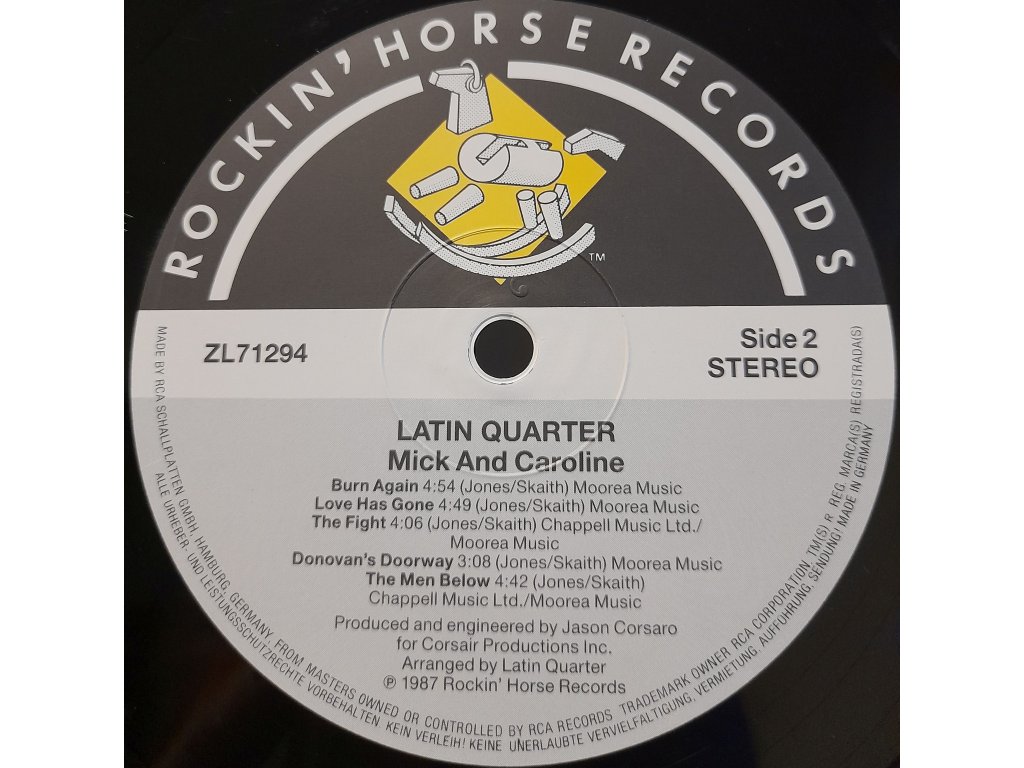 ROCKIN' HORSE RECORDS
TM
ZL71294
Side 2
STEREO
LATIN QUARTER
Mick And Caroline
Burn Again 4:54 (Jones/Skaith) Moorea Music
Love Has Gone 4:49 (Jones/Skaith) Moorea Music
The Fight 4:06 (Jones/Skaith) Chappell Music Ltd./
Moorea Music
Donovan's Doorway 3:08 (Jones/Skaith) Moorea Music
The Men Below 4:42 (Jones/Skaith)
Chappell Music Ltd./Moorea Music
Produced and engineered by Jason Corsaro
for Corsair Productions Inc.
Arranged by Latin Quarter
℗ 1987 Rockin' Horse Records
MADE BY RCA SCHALLPLATTEN GMBH, HAMBURG, GERMANY, FROM MASTERS OWNED OR CONTROLLED BY RCA RECORDS TRADEMARK OWNER RCA CORPORATION TM(S) ® REG. MARCA(S) REGISTRADA(S)
ALLE URHEBER- UND LEISTUNGSSCHUTZRECHTE VORBEHALTEN KEIN VERLEIH! KEINE UNERLAUBTE VERVIELFÄLTIGUNG, VERMIETUNG, AUFFÜHRUNG, SENDUNG! MADE IN GERMANY